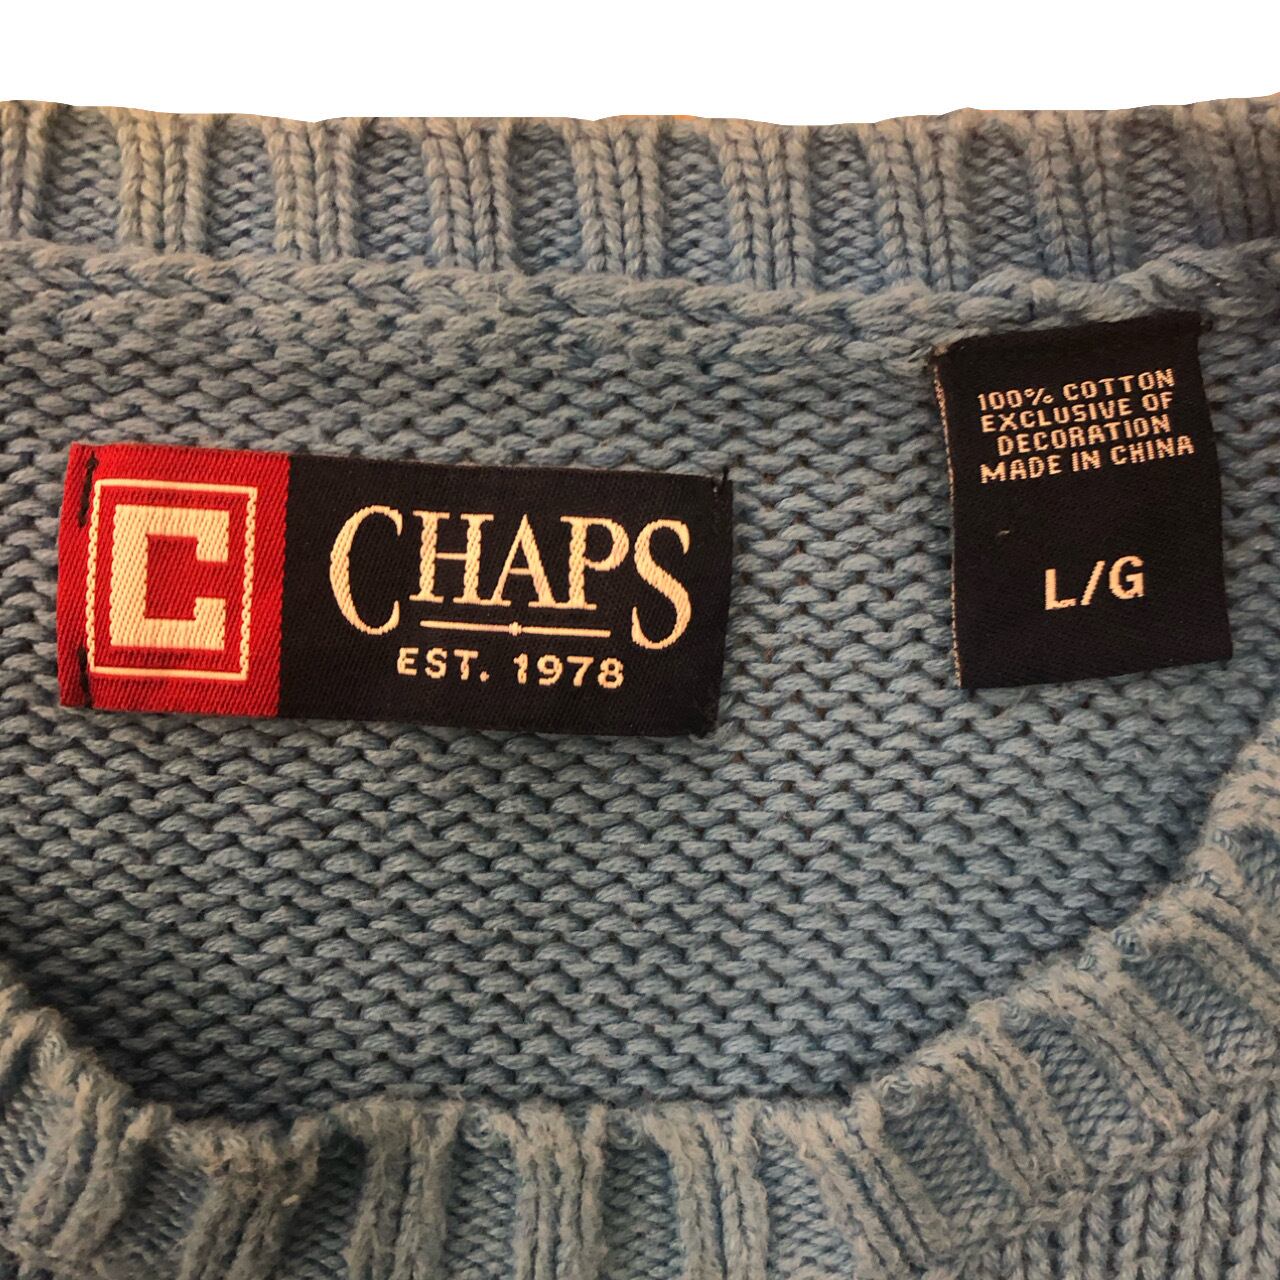 C
CHAPS
EST. 1978
100% COTTON
EXCLUSIVE OF
DECORATION
MADE IN CHINA
L/G